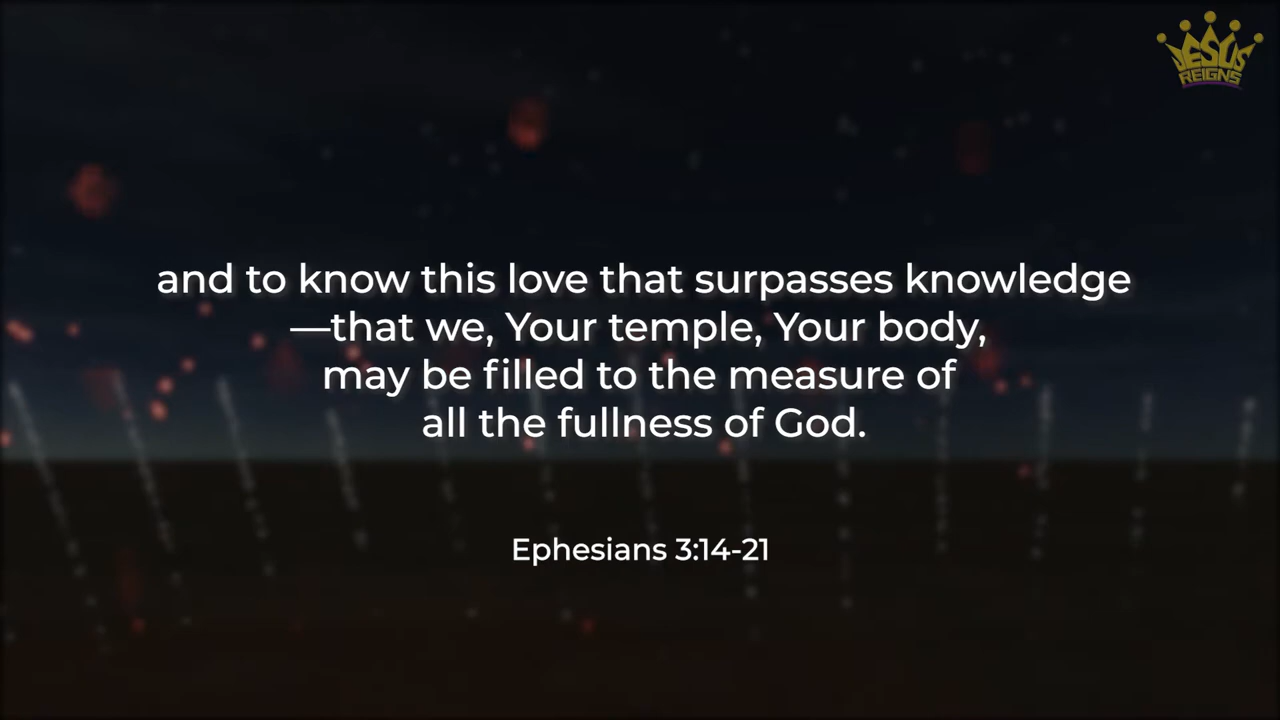 JESUS
REIGNS
and to know this love that surpasses knowledge
—that we, Your temple, Your body,
may be filled to the measure of
all the fullness of God.
Ephesians 3:14-21